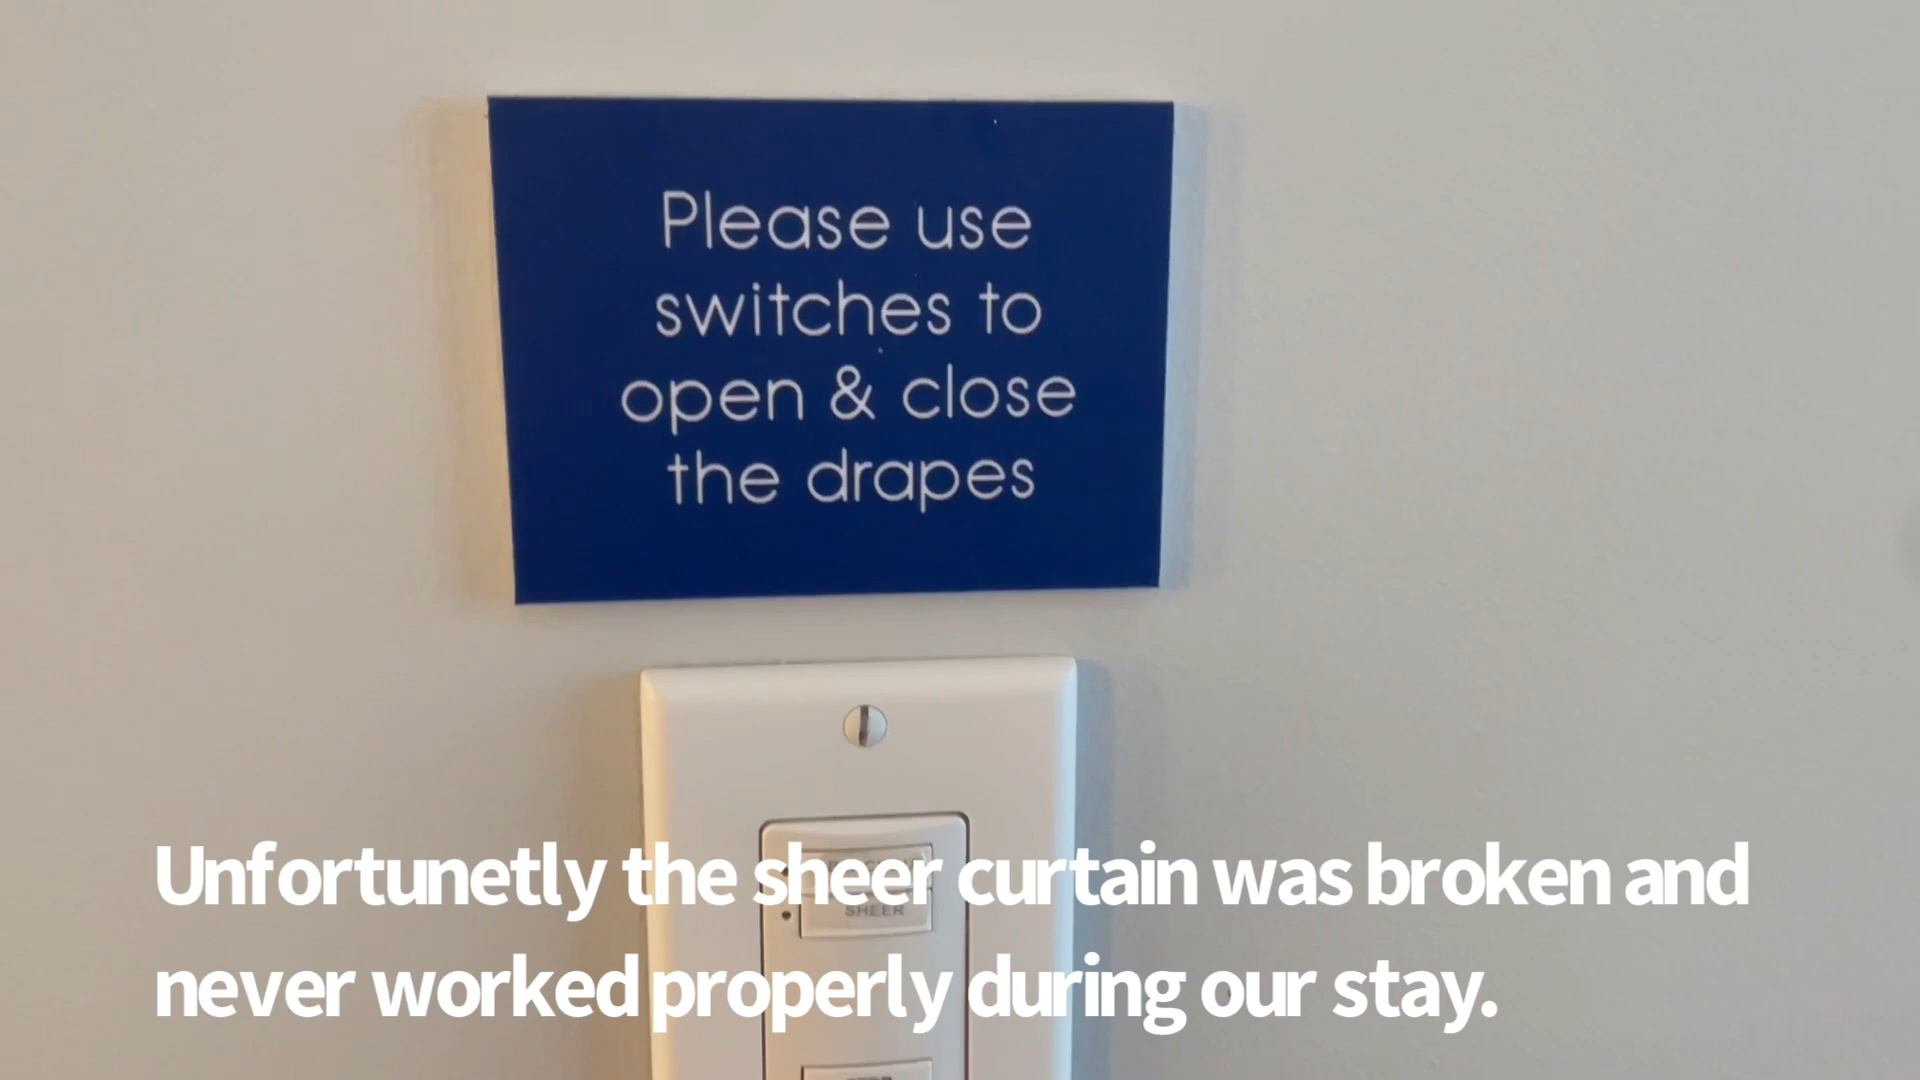 Please use
switches to
open & close
the drapes
SHEER
Unfortunetly the sheer curtain was broken and
never worked properly during our stay.